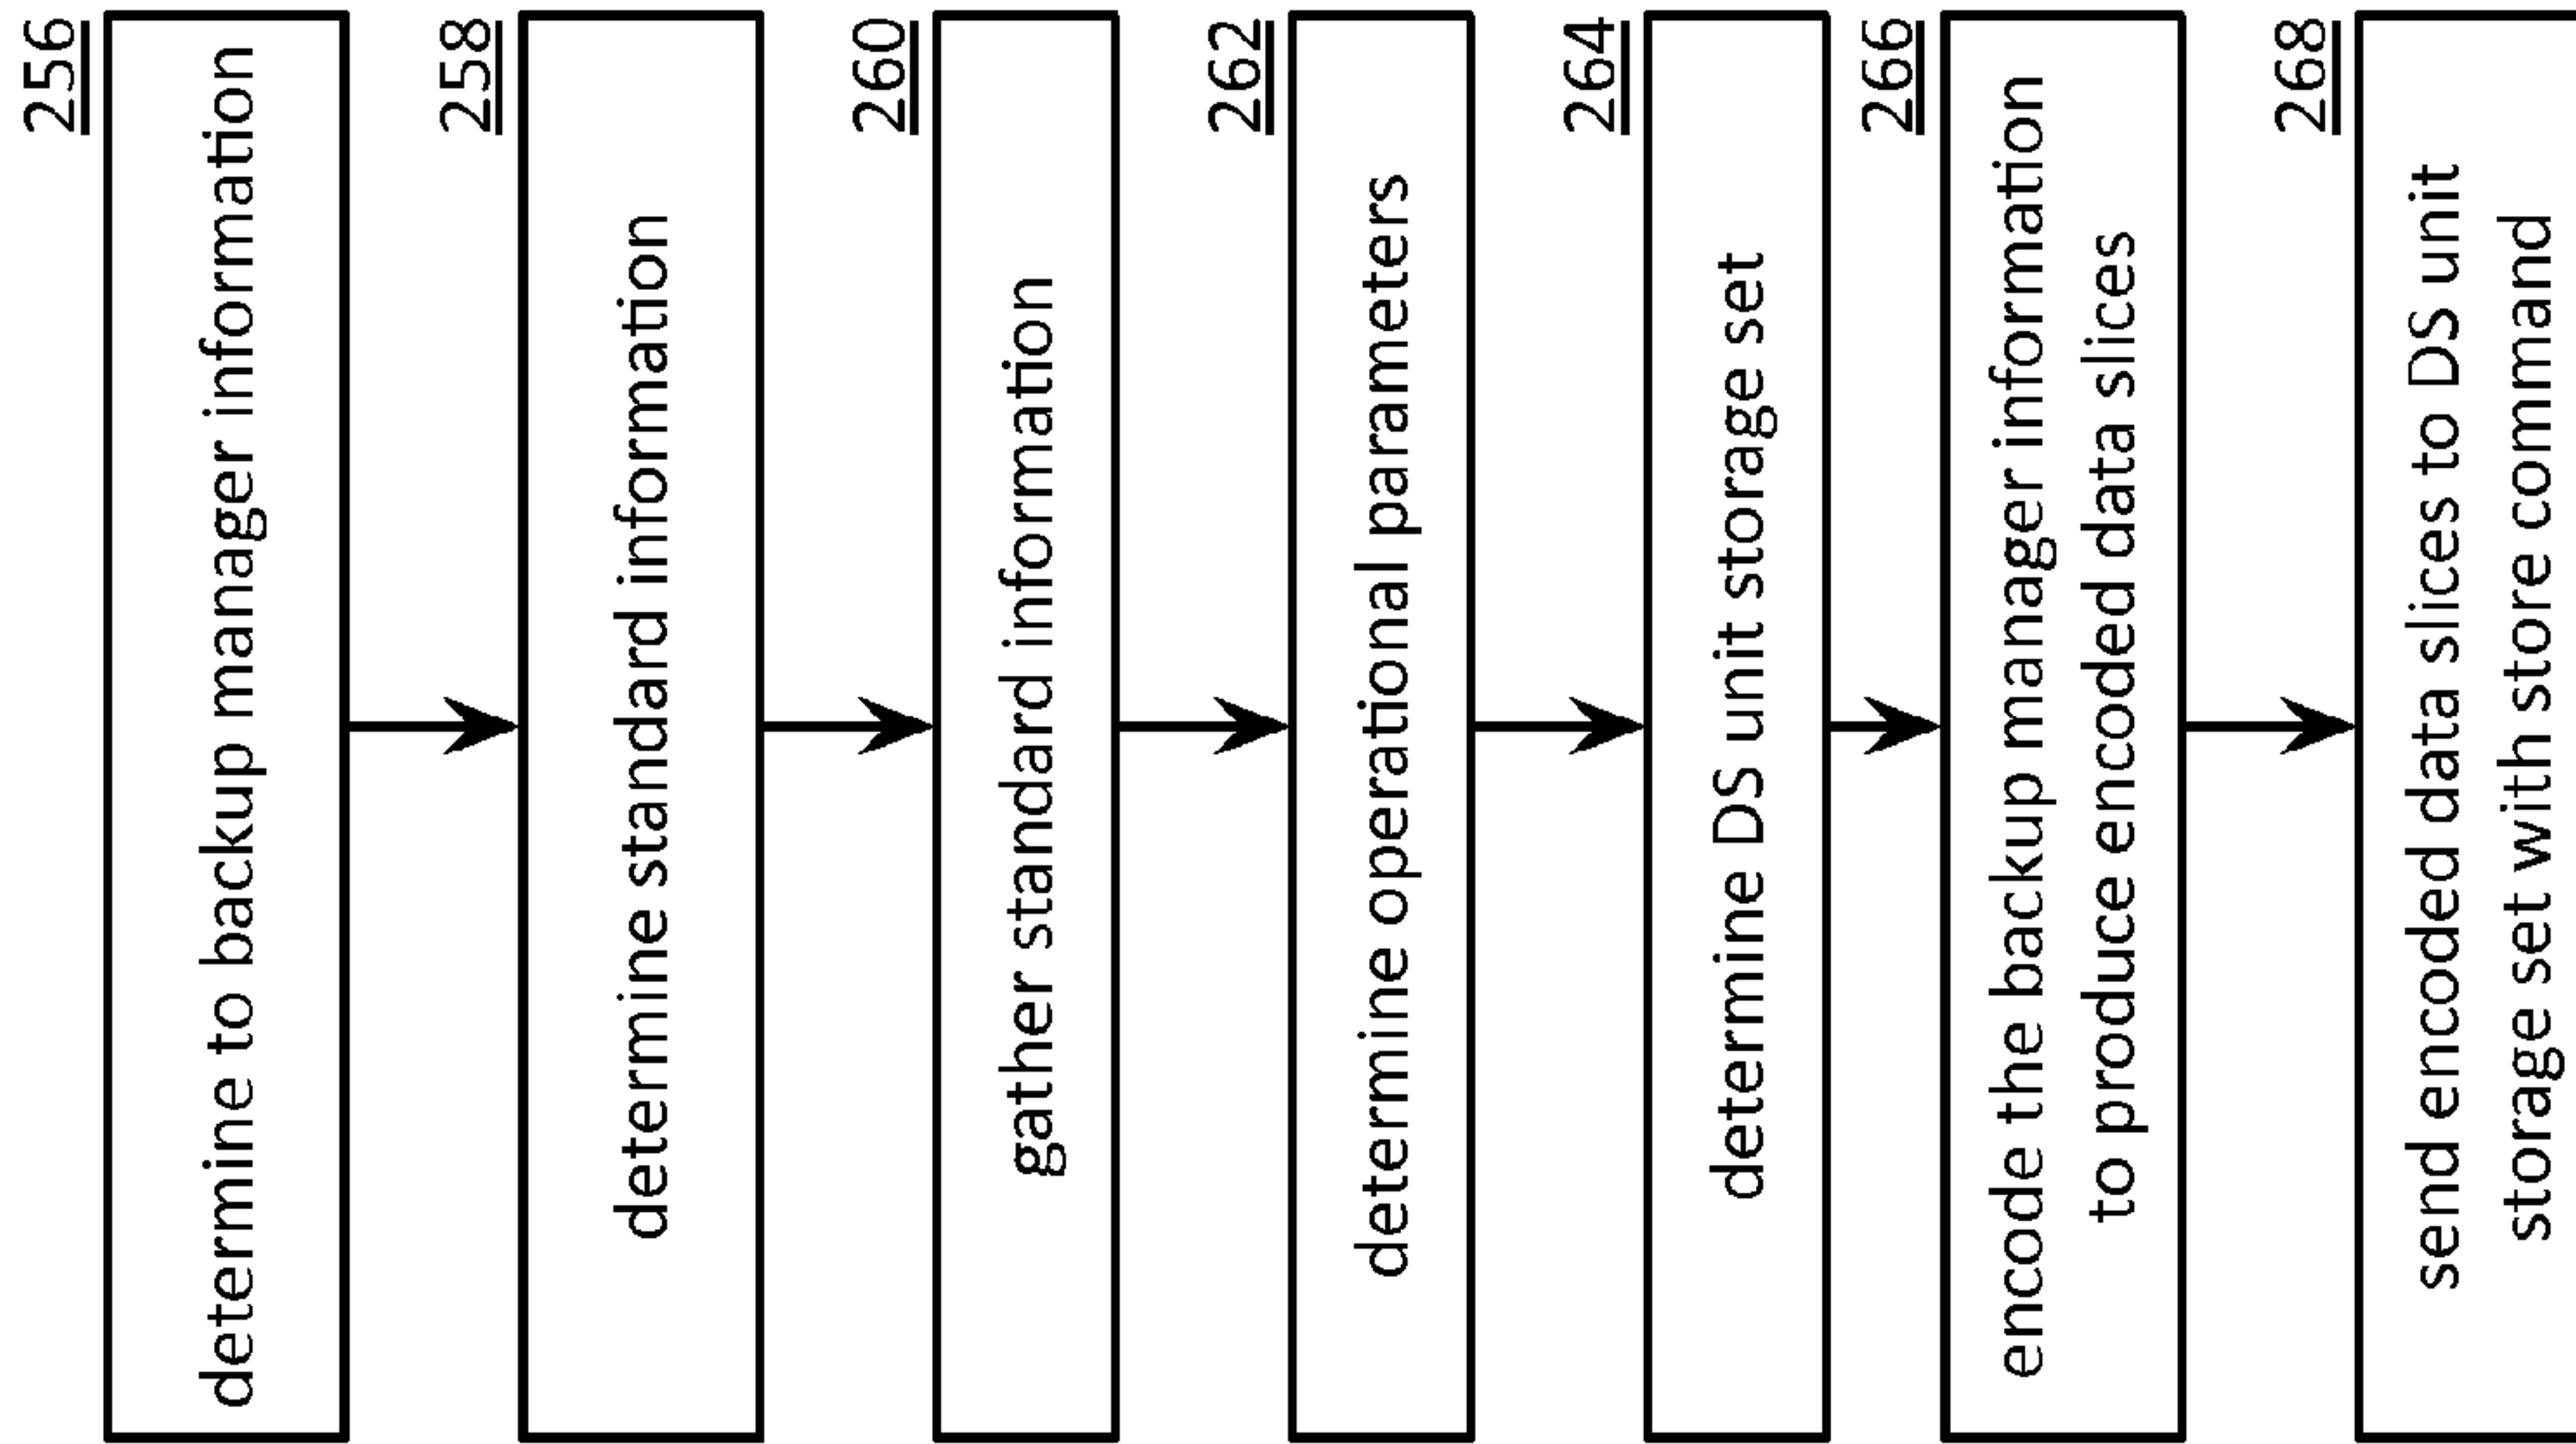 256
determine to backup manager information
258
determine standard information
260
gather standard information
262
determine operational parameters
264
determine DS unit storage set
266
encode the backup manager information
to produce encoded data slices
268
send encoded data slices to DS unit
storage set with store command